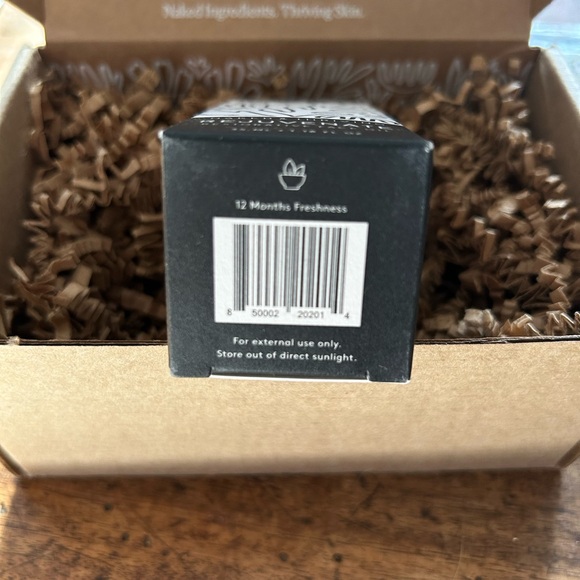 Naked Ingredients. Thriving Skin.
REJUVENATE
12 Months Freshness
8 50002 20201 4
For external use only.
Store out of direct sunlight.